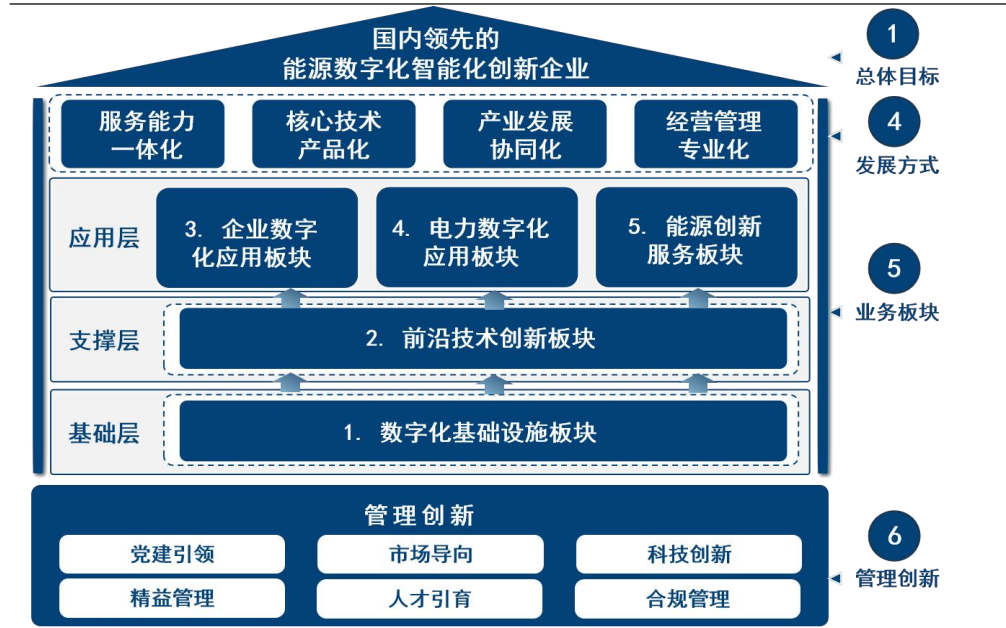 国内领先的
能源数字化智能化创新企业
1
总体目标
服务能力
一体化
核心技术
产品化
产业发展
协同化
经营管理
专业化
4
发展方式
应用层
3. 企业数字
化应用板块
4. 电力数字化
应用板块
5. 能源创新
服务板块
支撑层
2. 前沿技术创新板块
基础层
1. 数字化基础设施板块
5
业务板块
管理创新
党建引领
市场导向
科技创新
精益管理
人才引育
合规管理
6
管理创新